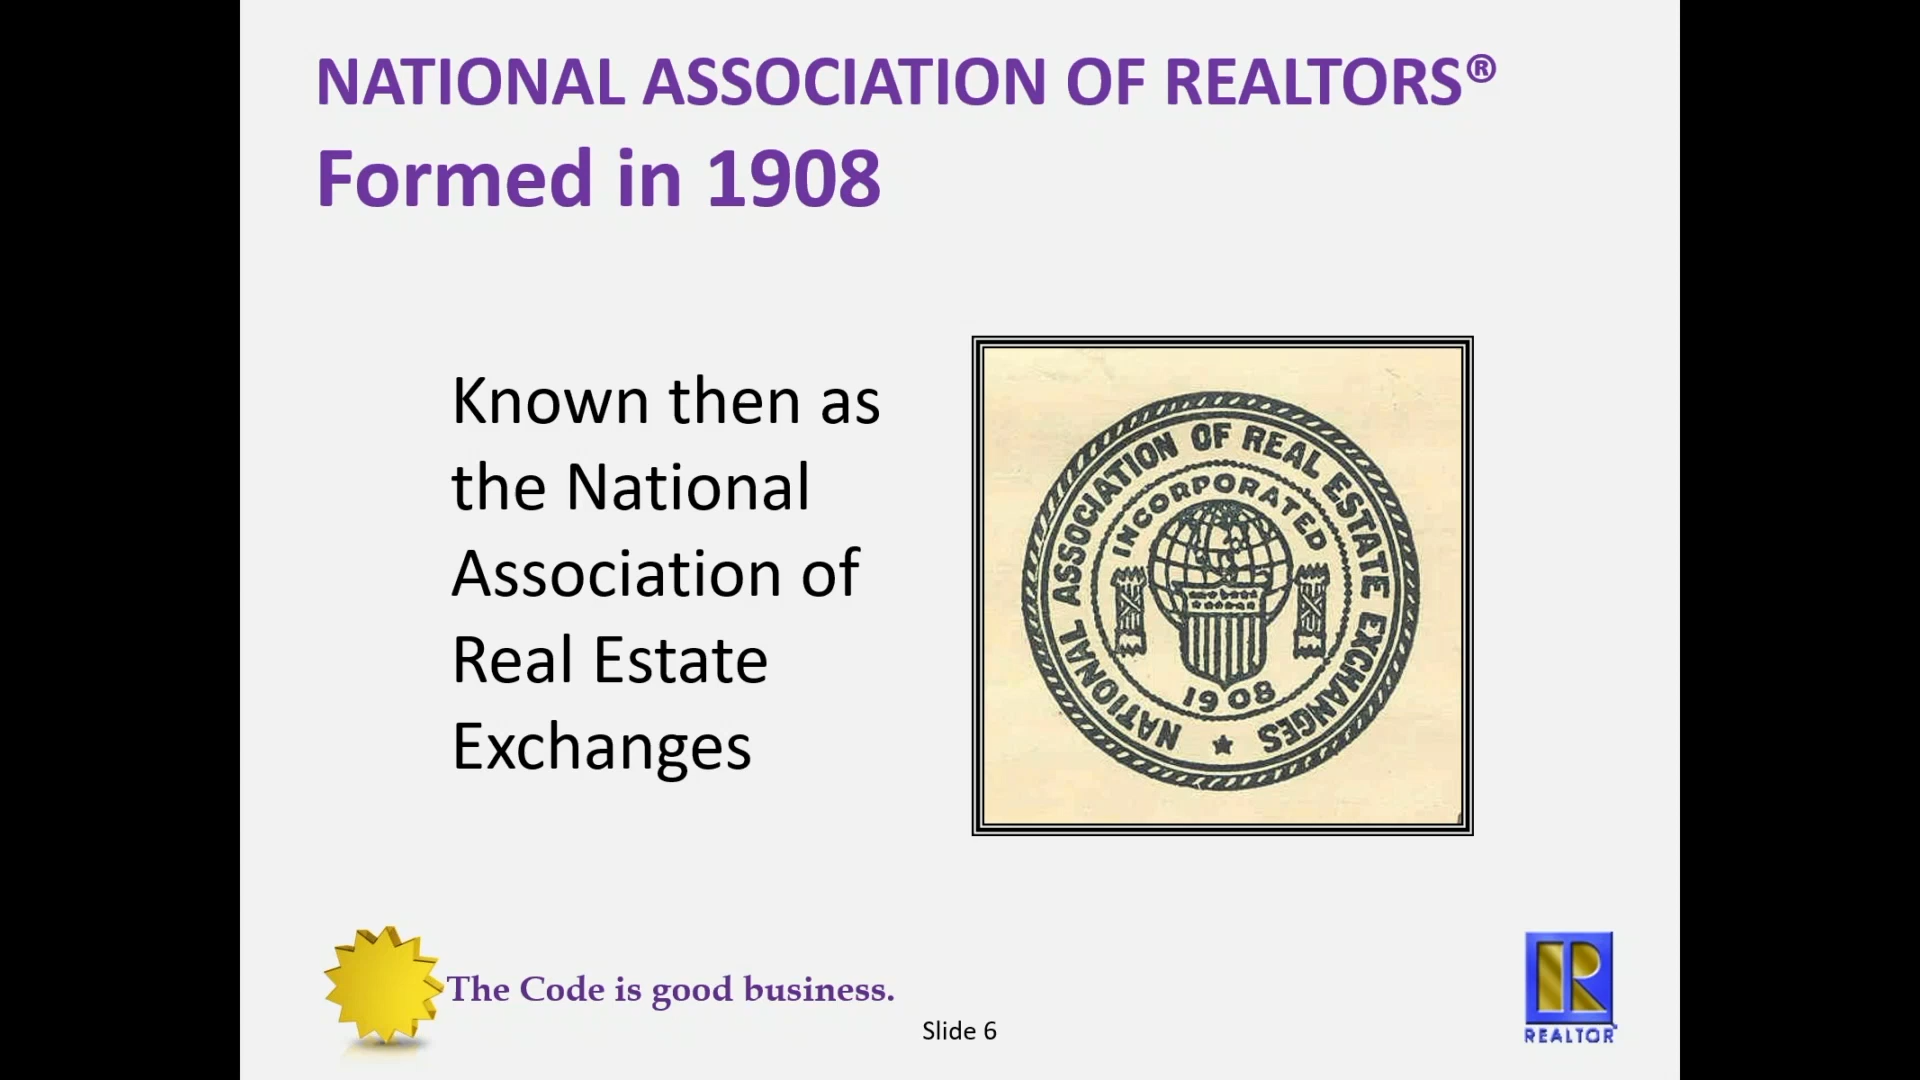 NATIONAL ASSOCIATION OF REALTORS®
Formed in 1908
Known then as
the National
Association of
Real Estate
Exchanges
NATIONAL ASSOCIATION OF REAL ESTATE EXCHANGES
INCORPORATED
1908
The Code is good business.
Slide 6
R
REALTOR